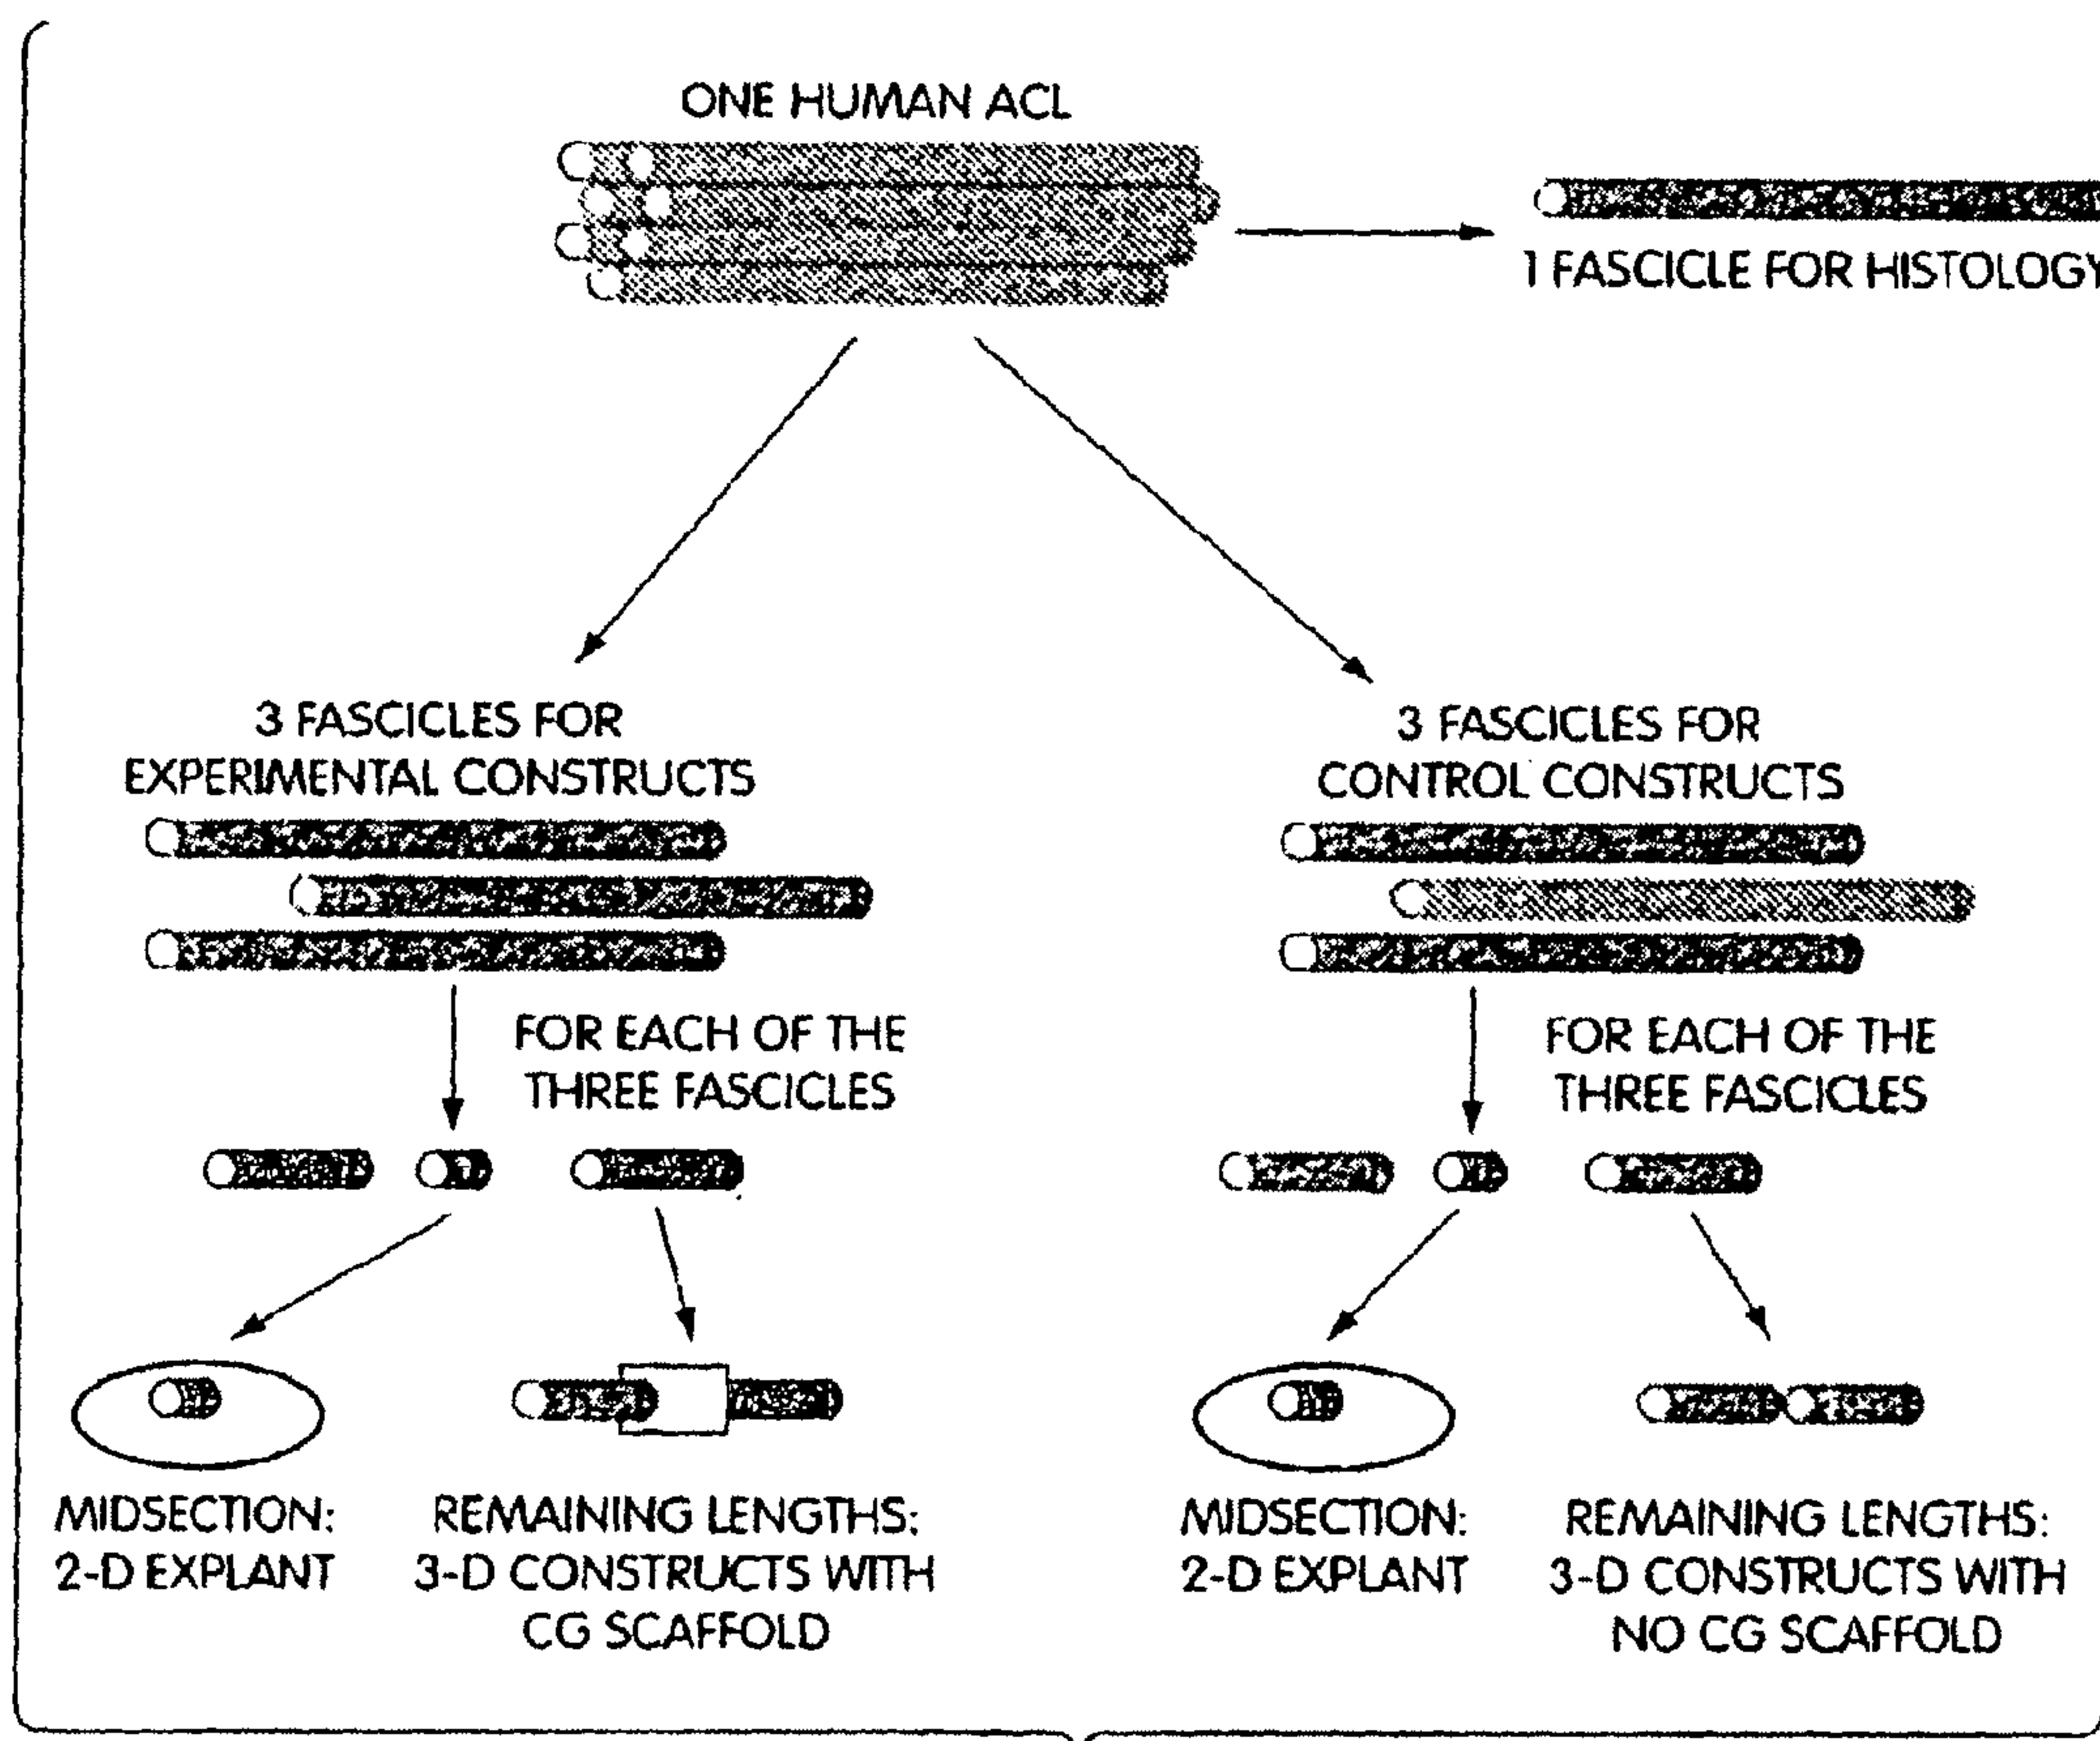 ONE HUMAN ACL
1 FASCICLE FOR HISTOLOGY
3 FASCICLES FOR
EXPERIMENTAL CONSTRUCTS
3 FASCICLES FOR
CONTROL CONSTRUCTS
FOR EACH OF THE
THREE FASCICLES
FOR EACH OF THE
THREE FASCICLES
MIDSECTION:
2-D EXPLANT
REMAINING LENGTHS:
3-D CONSTRUCTS WITH
CG SCAFFOLD
MIDSECTION:
2-D EXPLANT
REMAINING LENGTHS:
3-D CONSTRUCTS WITH
NO CG SCAFFOLD